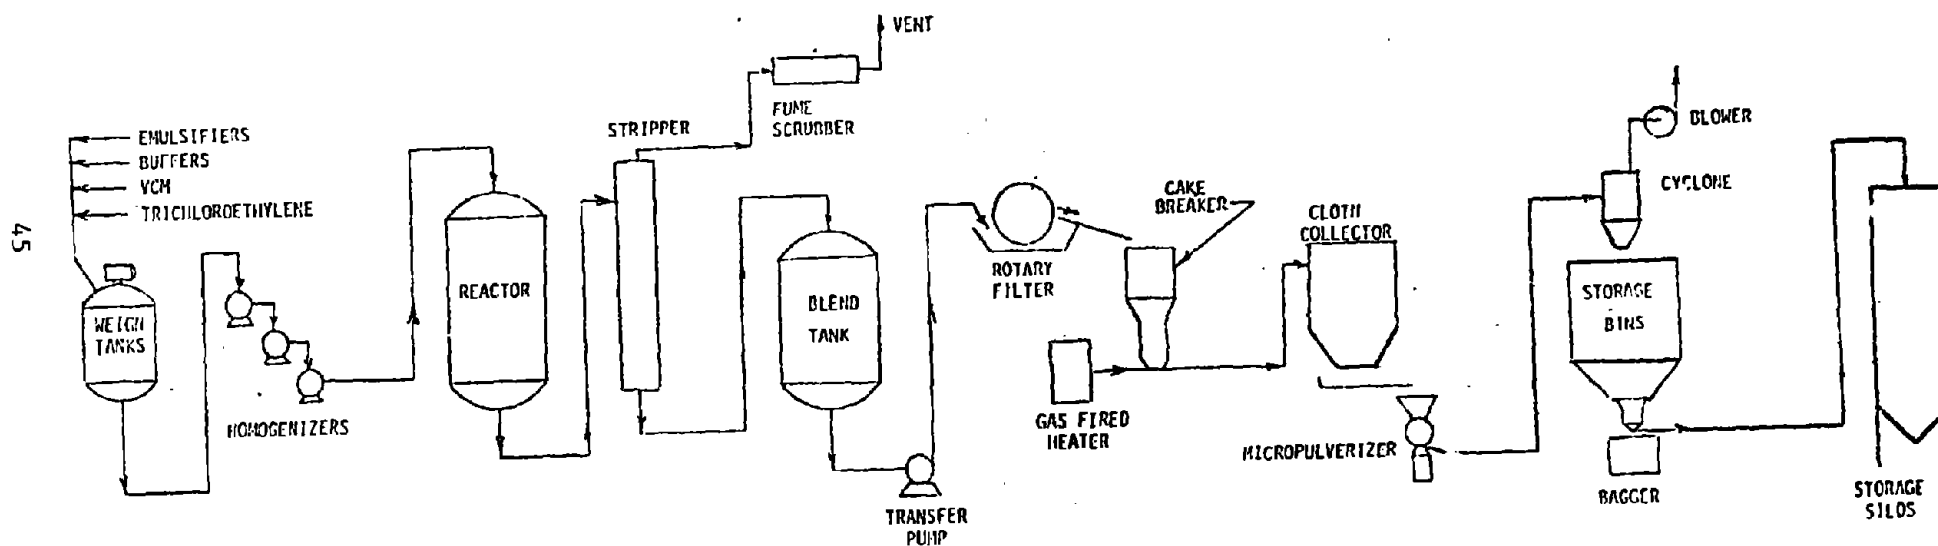 45
EMULSIFIERS
BUFFERS
VCM
TRICHLOROETHYLENE
WEIGH
TANKS
HOMOGENIZERS
REACTOR
STRIPPER
FUME
SCRUBBER
VENT
BLEND
TANK
TRANSFER
PUMP
ROTARY
FILTER
CAKE
BREAKER
GAS FIRED
HEATER
CLOTH
COLLECTOR
MICROPULVERIZER
BLOWER
CYCLONE
STORAGE
BINS
BAGGER
STORAGE
SILOS